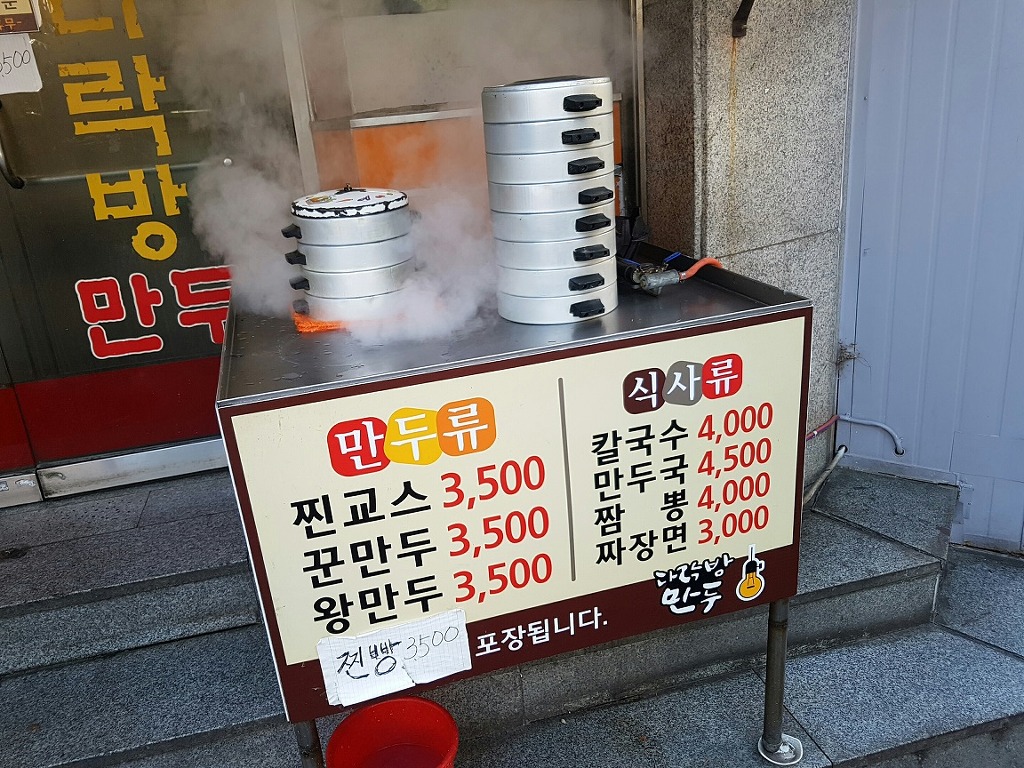 3500
락
방
만두
만두류
찐교스 3,500
꾼만두 3,500
왕만두 3,500
찐빵 3500
포장됩니다.
식사류
칼국수 4,000
만두국 4,500
짬뽕 4,000
짜장면 3,000
다락방
만두